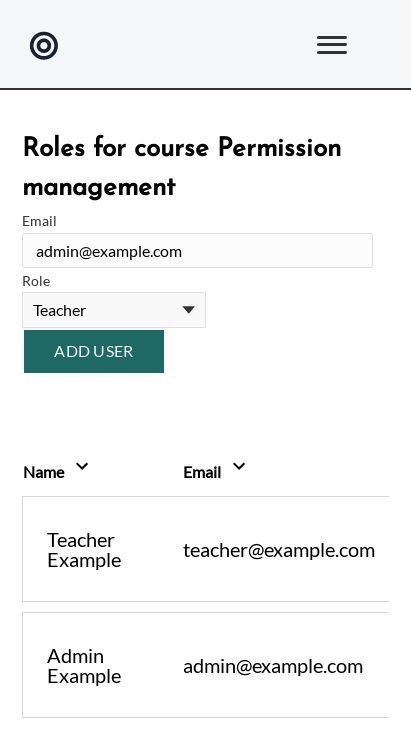 Roles for course Permission
management
Email
admin@example.com
Role
Teacher
ADD USER
Name Email
Teacher
Example
teacher@example.com
Admin
Example
admin@example.com